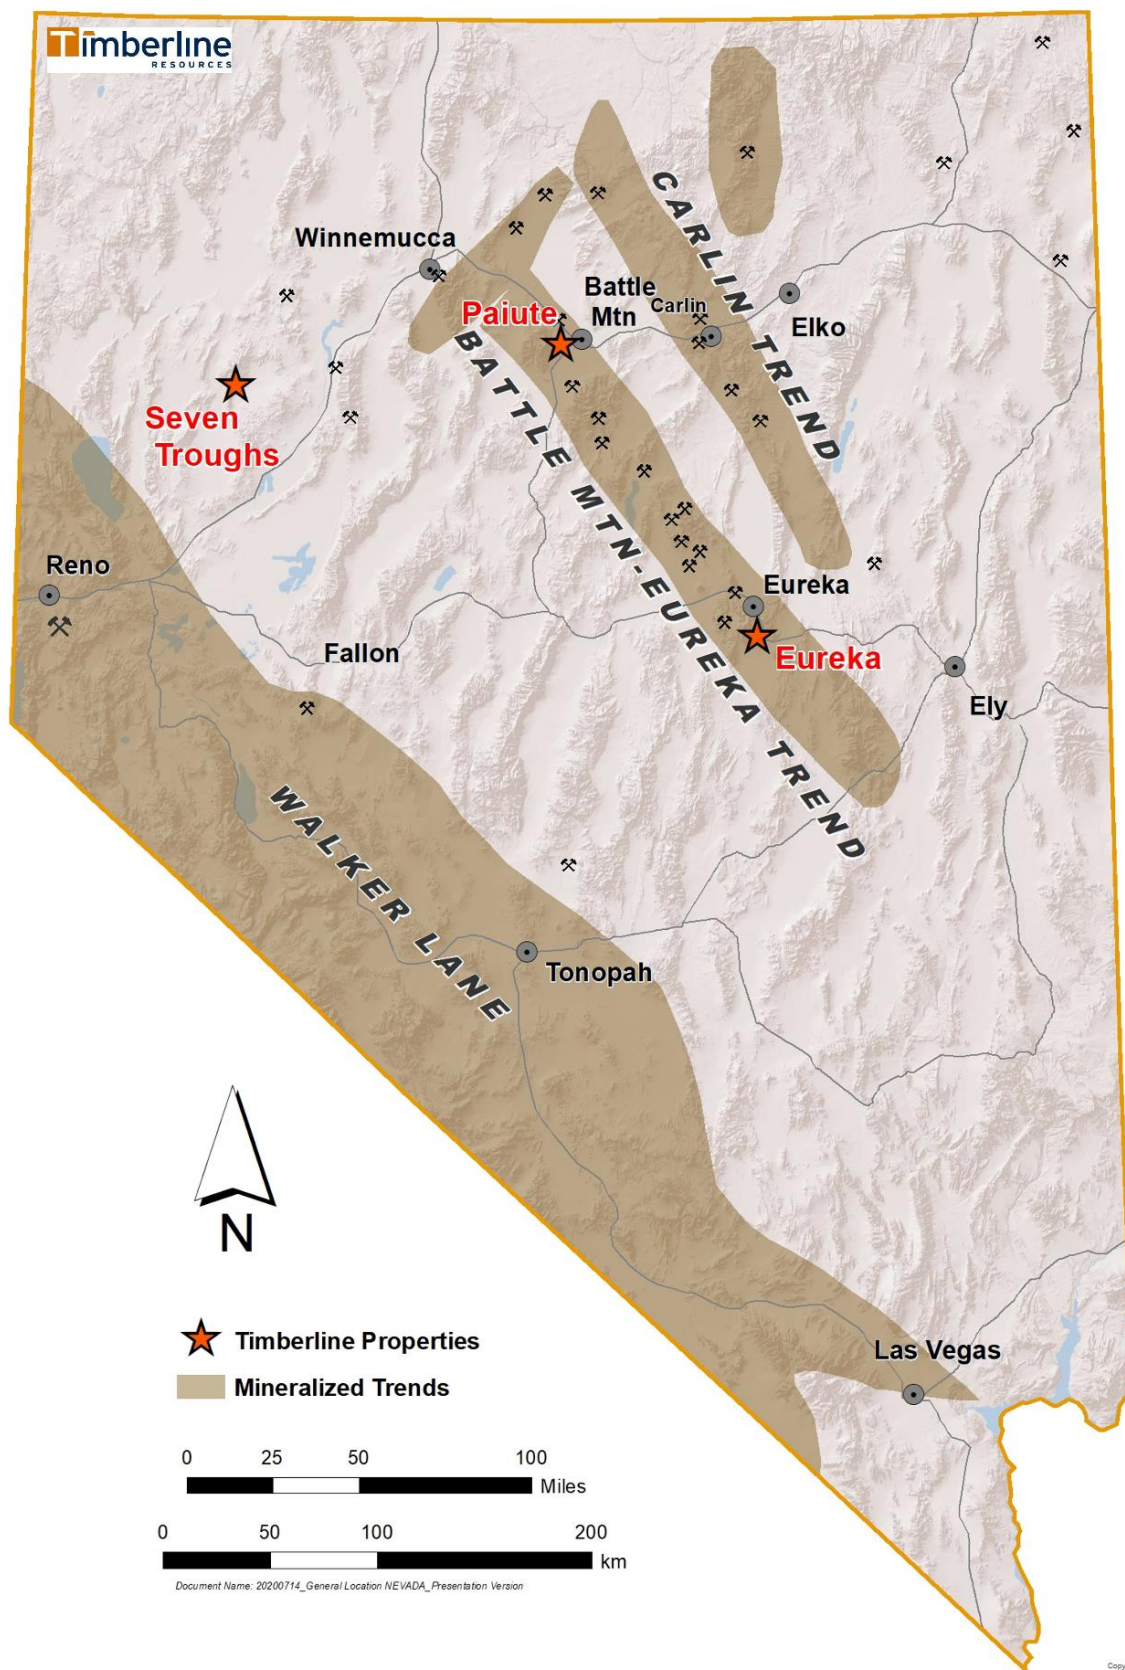 Timberline
RESOURCES
CARLIN TREND
Winnemucca
Battle
Mtn
Carlin
Paiute
Elko
BATTLE MTN-EUREKA TREND
Seven
Troughs
Reno
Eureka
Fallon
Eureka
Ely
WALKER LANE
Tonopah
N
Timberline Properties
Las Vegas
Mineralized Trends
0 25 50 100
Miles
0 50 100 200
km
Document Name: 20200714_General Location NEVADA_Presentation Version
Copy